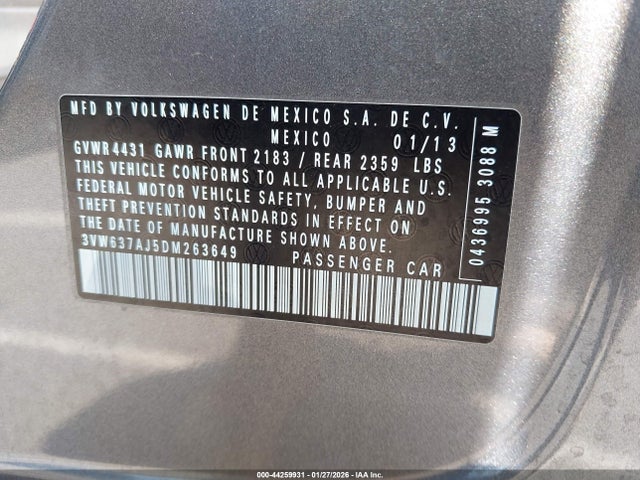 MFD BY VOLKSWAGEN DE MEXICO S.A. DE C.V.
MEXICO 01/13
GVWR 4431 GAWR FRONT 2183 / REAR 2359 LBS
THIS VEHICLE CONFORMS TO ALL APPLICABLE U.S.
FEDERAL MOTOR VEHICLE SAFETY, BUMPER AND
THEFT PREVENTION STANDARDS IN EFFECT ON
THE DATE OF MANUFACTURE SHOWN ABOVE.
3VW637AJ5DM263649 PASSENGER CAR
0436995 3088 M
000-44259931 - 01/27/2026 - IAA Inc.